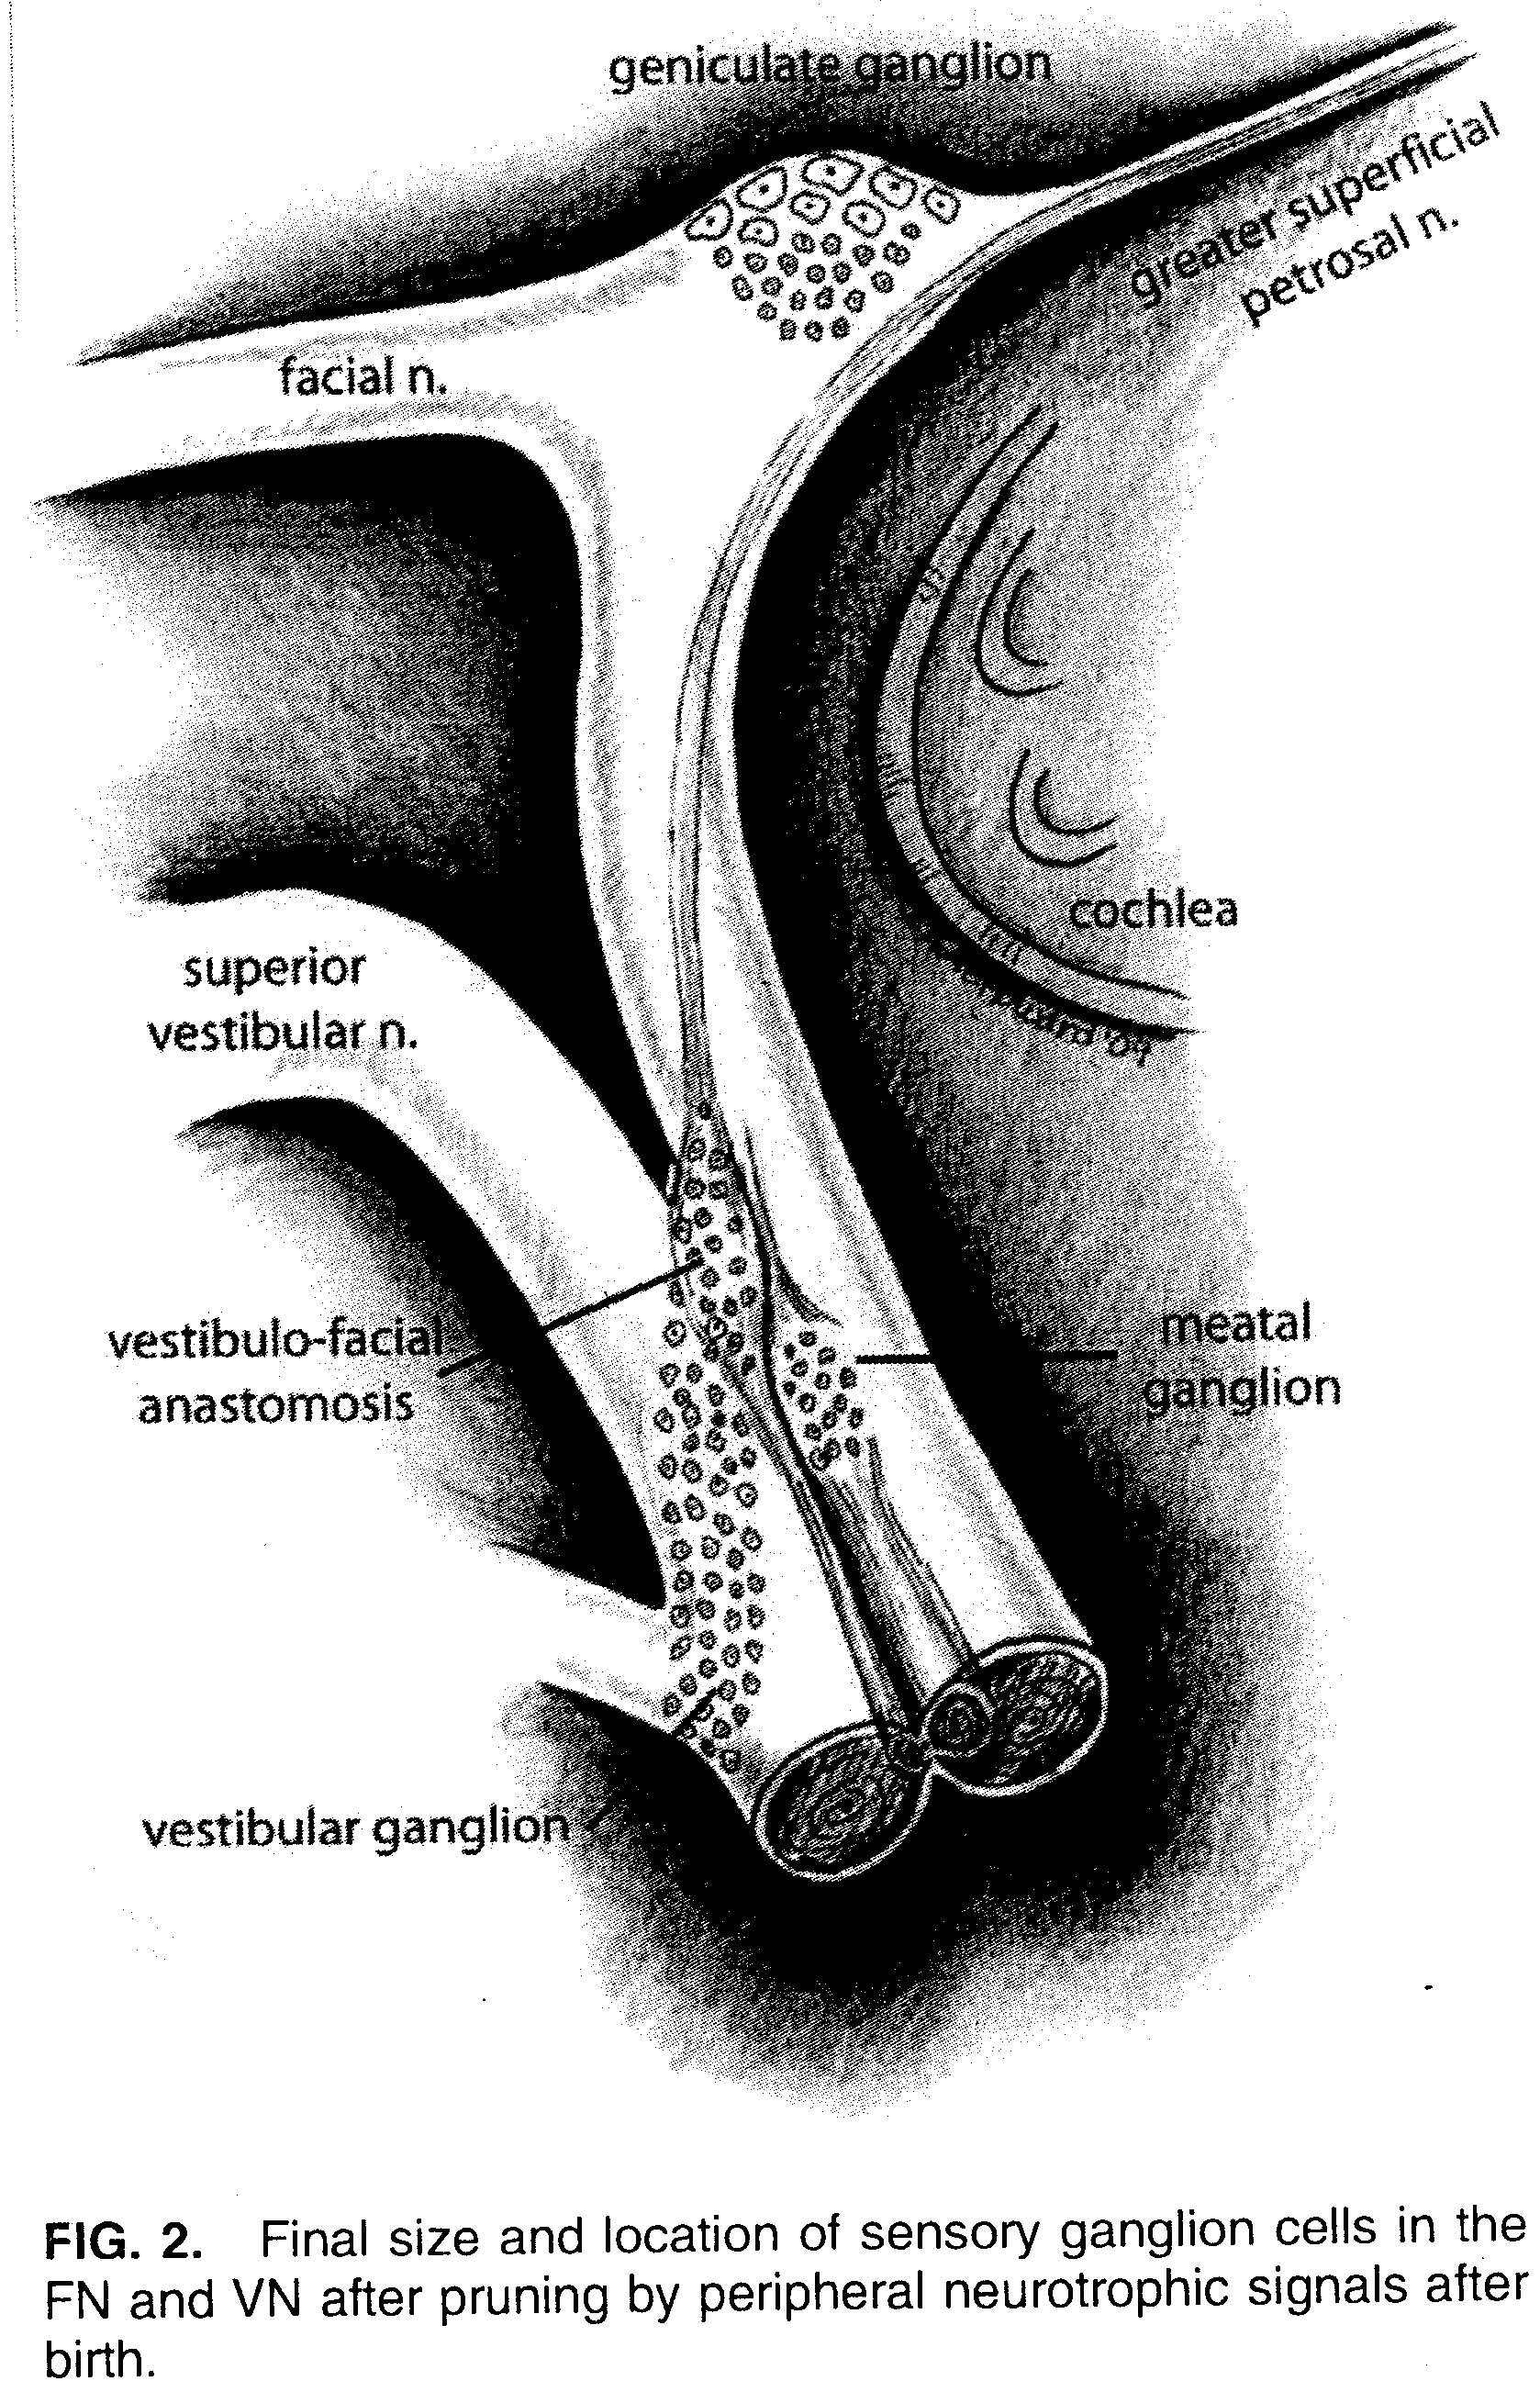 geniculate ganglion
greater superficial
petrosal n.
facial n.
cochlea
superior
vestibular n.
vestibulo-facial
anastomosis
meatal
ganglion
vestibular ganglion
FIG. 2. Final size and location of sensory ganglion cells in the
FN and VN after pruning by peripheral neurotrophic signals after
birth.